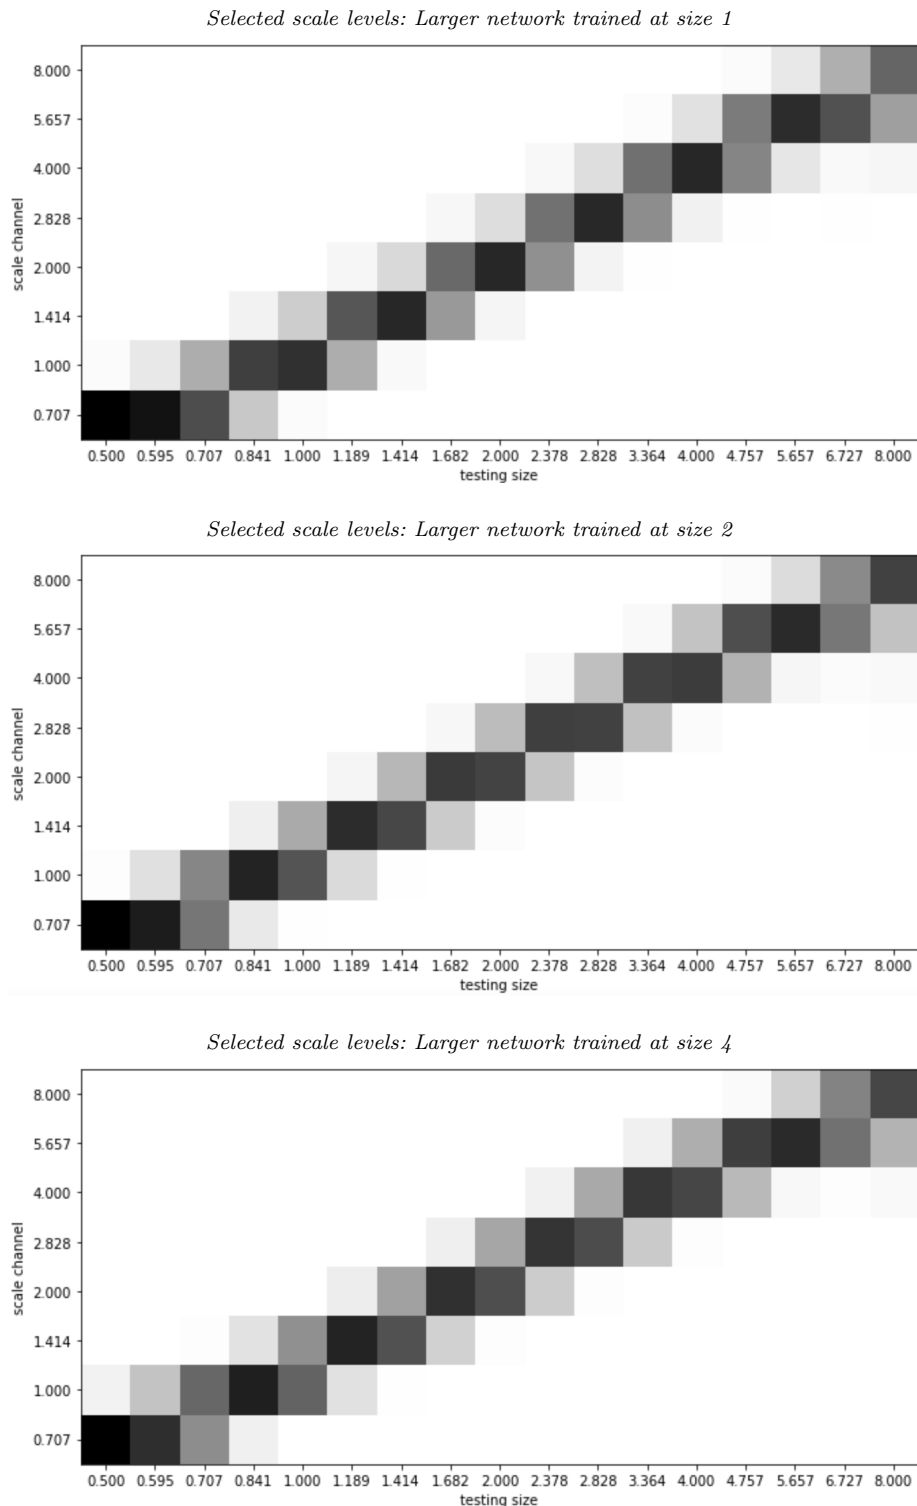 Selected scale levels: Larger network trained at size 1
8.000
5.657
4.000
2.828
2.000
1.414
1.000
0.707
scale channel
0.500 0.595 0.707 0.841 1.000 1.189 1.414 1.682 2.000 2.378 2.828 3.364 4.000 4.757 5.657 6.727 8.000
testing size
Selected scale levels: Larger network trained at size 2
8.000
5.657
4.000
2.828
2.000
1.414
1.000
0.707
scale channel
0.500 0.595 0.707 0.841 1.000 1.189 1.414 1.682 2.000 2.378 2.828 3.364 4.000 4.757 5.657 6.727 8.000
testing size
Selected scale levels: Larger network trained at size 4
8.000
5.657
4.000
2.828
2.000
1.414
1.000
0.707
scale channel
0.500 0.595 0.707 0.841 1.000 1.189 1.414 1.682 2.000 2.378 2.828 3.364 4.000 4.757 5.657 6.727 8.000
testing size